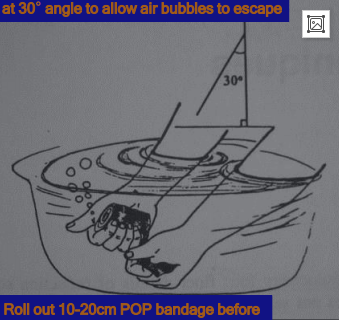 at 30° angle to allow air bubbles to escape
30°
Roll out 10-20cm POP bandage before